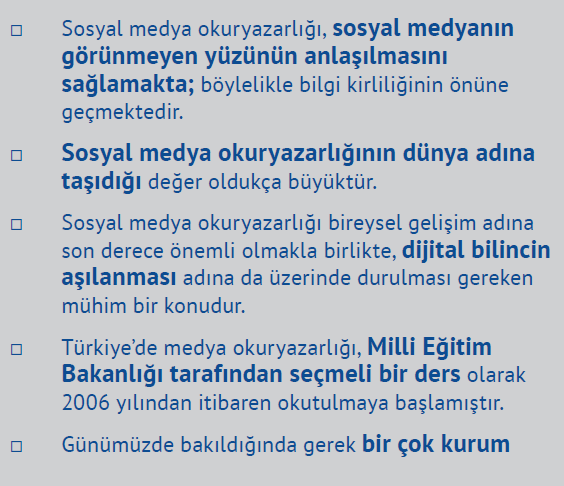 □ Sosyal medya okuryazarlığı, sosyal medyanın
görünmeyen yüzünün anlaşılmasını
sağlamakta; böylelikle bilgi kirliliğinin önüne
geçmektedir.
□ Sosyal medya okuryazarlığının dünya adına
taşıdığı değer oldukça büyüktür.
□ Sosyal medya okuryazarlığı bireysel gelişim adına
son derece önemli olmakla birlikte, dijital bilincin
aşılanması adına da üzerinde durulması gereken
mühim bir konudur.
□ Türkiye’de medya okuryazarlığı, Milli Eğitim
Bakanlığı tarafından seçmeli bir ders olarak
2006 yılından itibaren okutulmaya başlamıştır.
□ Günümüzde bakıldığında gerek bir çok kurum